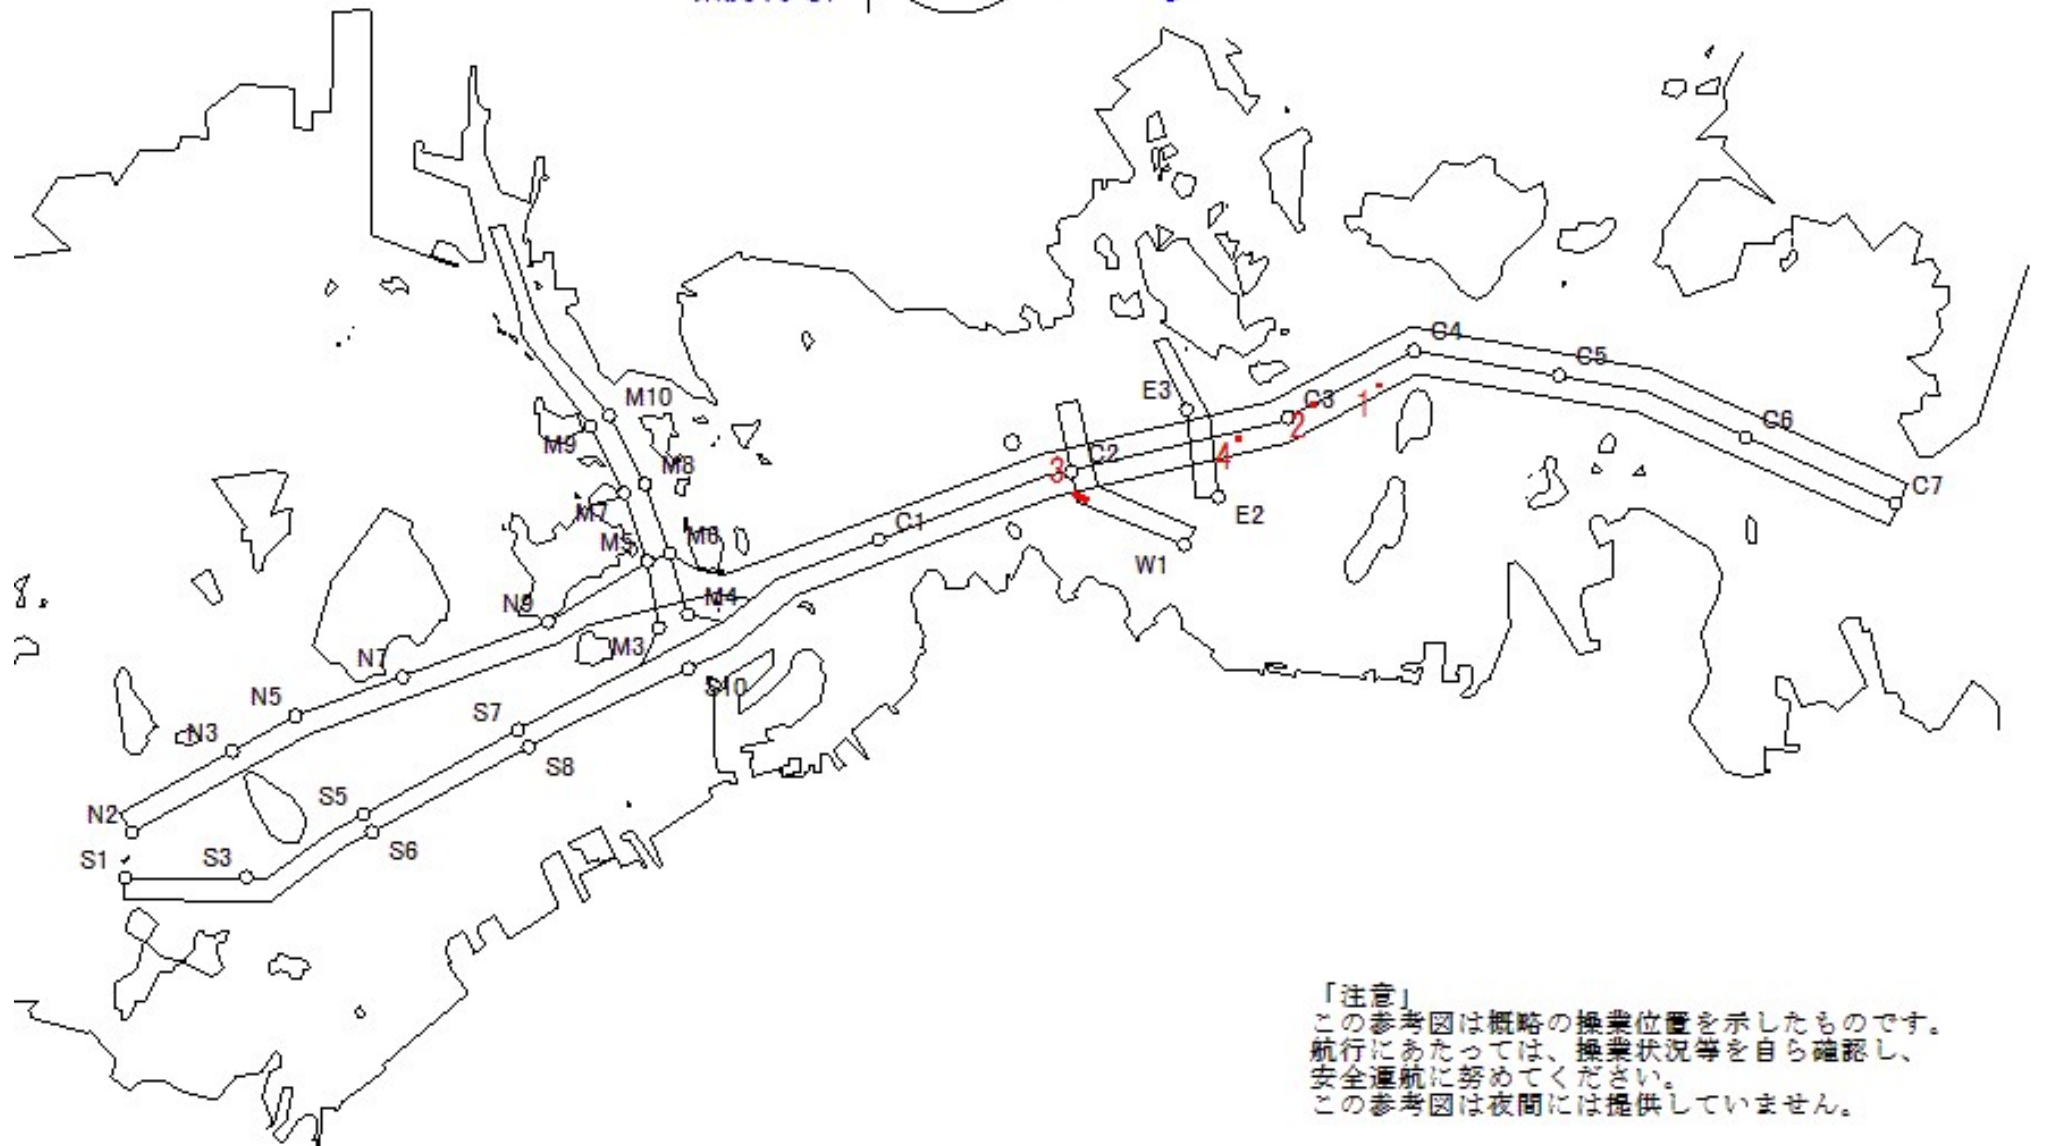 C4
C5
M10
E3
C3
1
2
C6
M9
C2
4
M8
3
C7
M7
E2
C1
M6
M5
W1
N9
M4
M3
N7
S10
N5
S7
N3
S8
S5
N2
S6
S1
S3
「注意」
この参考図は概略の操業位置を示したものです。
航行にあたっては、操業状況等を自ら確認し、
安全運航に努めてください。
この参考図は夜間には提供していません。